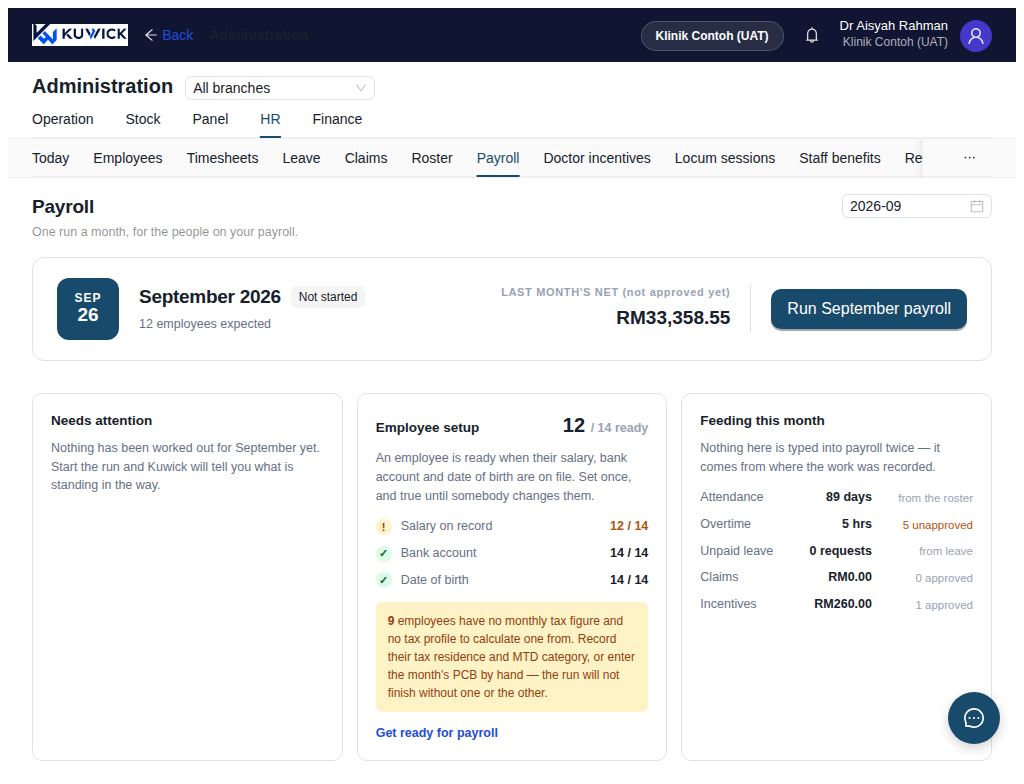 KUWICK
Back
Administration
Klinik Contoh (UAT)
Dr Aisyah Rahman
Klinik Contoh (UAT)
Administration
All branches
Operation
Stock
Panel
HR
Finance
Today
Employees
Timesheets
Leave
Claims
Roster
Payroll
Doctor incentives
Locum sessions
Staff benefits
Re
···
Payroll
2026-09
One run a month, for the people on your payroll.
SEP
26
September 2026
Not started
12 employees expected
LAST MONTH'S NET (not approved yet)
RM33,358.55
Run September payroll
Needs attention
Nothing has been worked out for September yet.
Start the run and Kuwick will tell you what is
standing in the way.
Employee setup
12 / 14 ready
An employee is ready when their salary, bank
account and date of birth are on file. Set once,
and true until somebody changes them.
! Salary on record 12 / 14
✓ Bank account 14 / 14
✓ Date of birth 14 / 14
9 employees have no monthly tax figure and
no tax profile to calculate one from. Record
their tax residence and MTD category, or enter
the month's PCB by hand — the run will not
finish without one or the other.
Get ready for payroll
Feeding this month
Nothing here is typed into payroll twice — it
comes from where the work was recorded.
Attendance 89 days from the roster
Overtime 5 hrs 5 unapproved
Unpaid leave 0 requests from leave
Claims RM0.00 0 approved
Incentives RM260.00 1 approved